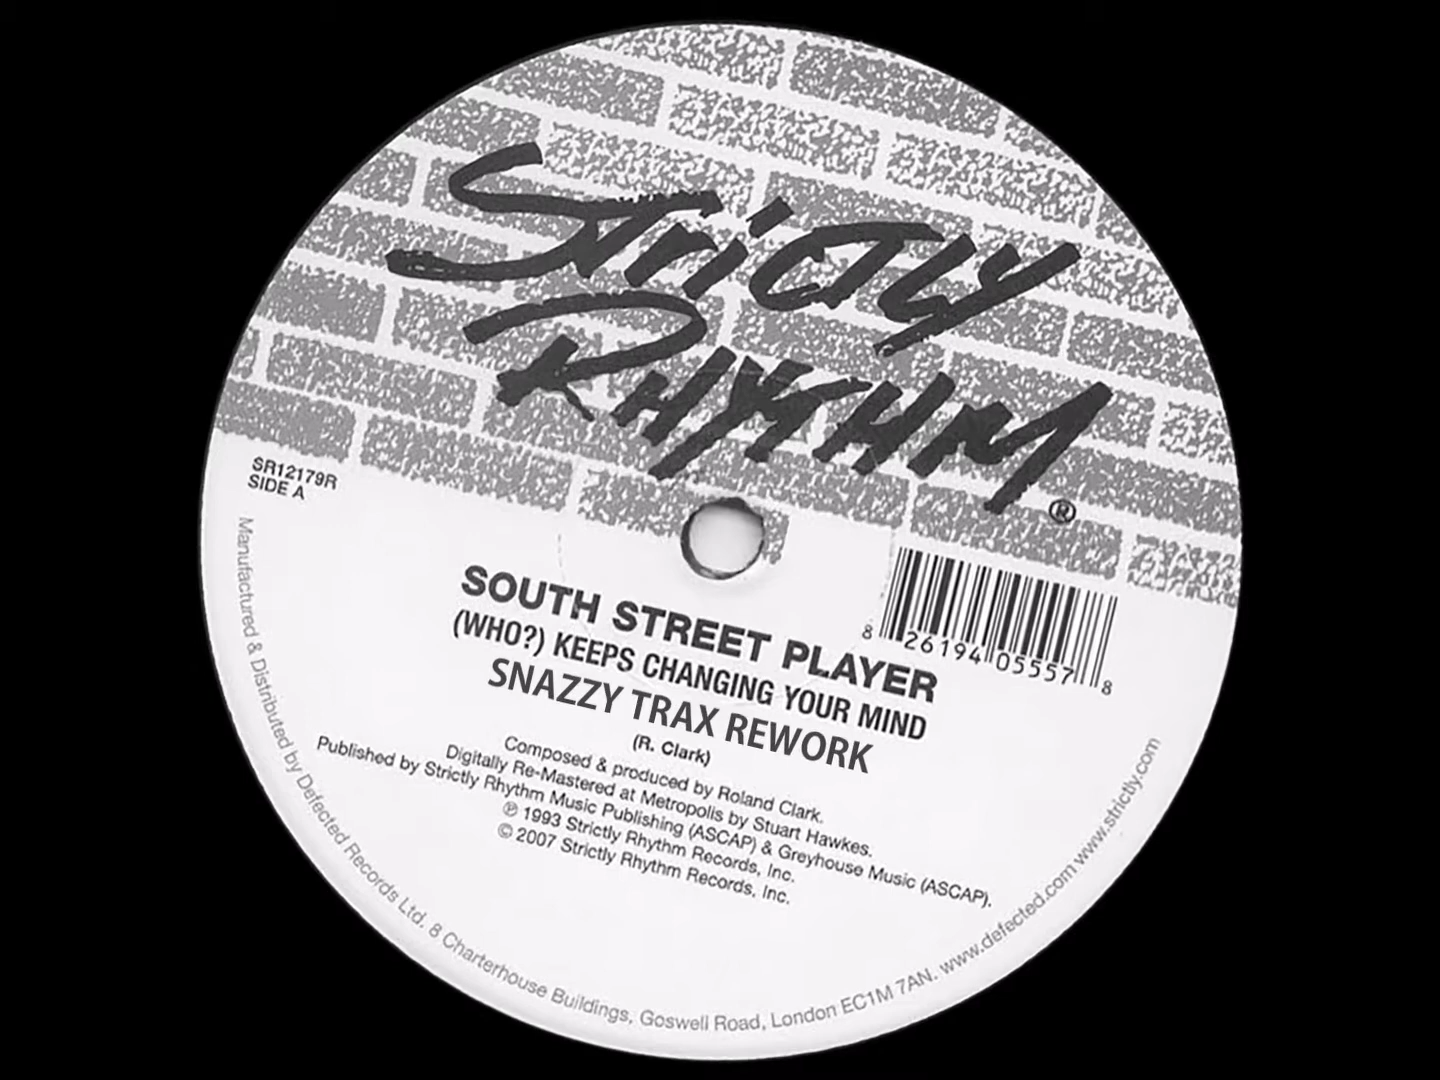 Strictly
Rhythm
®
SR12179R
SIDE A
8 26194 05557 8
SOUTH STREET PLAYER
(WHO?) KEEPS CHANGING YOUR MIND
SNAZZY TRAX REWORK
(R. Clark)
Composed & produced by Roland Clark.
Digitally Re-Mastered at Metropolis by Stuart Hawkes.
Published by Strictly Rhythm Music Publishing (ASCAP) & Greyhouse Music (ASCAP).
℗ 1993 Strictly Rhythm Records, Inc.
© 2007 Strictly Rhythm Records, Inc.
Manufactured & Distributed by Defected Records Ltd. 8 Charterhouse Buildings, Goswell Road, London EC1M 7AN. www.defected.com www.strictly.com